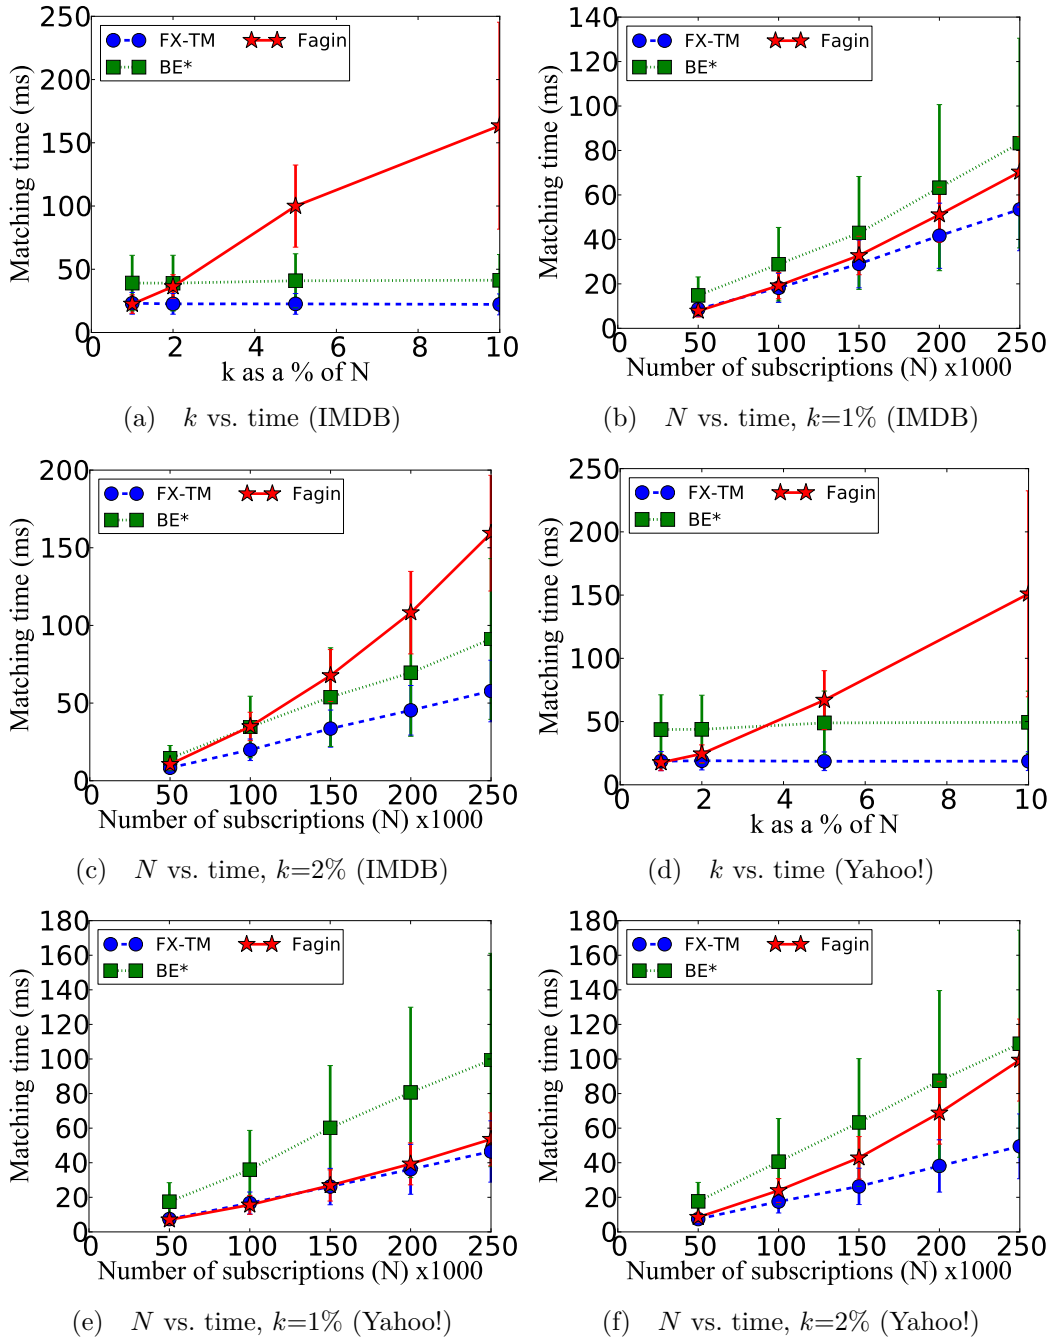 250
200
150
100
50
0
Matching time (ms)
FX-TM
Fagin
BE*
0 2 4 6 8 10
k as a % of N
(a) k vs. time (IMDB)
140
120
100
80
60
40
20
0
Matching time (ms)
FX-TM
Fagin
BE*
0 50 100 150 200 250
Number of subscriptions (N) x1000
(b) N vs. time, k=1% (IMDB)
200
150
100
50
0
Matching time (ms)
FX-TM
Fagin
BE*
0 50 100 150 200 250
Number of subscriptions (N) x1000
(c) N vs. time, k=2% (IMDB)
250
200
150
100
50
0
Matching time (ms)
FX-TM
Fagin
BE*
0 2 4 6 8 10
k as a % of N
(d) k vs. time (Yahoo!)
180
160
140
120
100
80
60
40
20
0
Matching time (ms)
FX-TM
Fagin
BE*
0 50 100 150 200 250
Number of subscriptions (N) x1000
(e) N vs. time, k=1% (Yahoo!)
180
160
140
120
100
80
60
40
20
0
Matching time (ms)
FX-TM
Fagin
BE*
0 50 100 150 200 250
Number of subscriptions (N) x1000
(f) N vs. time, k=2% (Yahoo!)